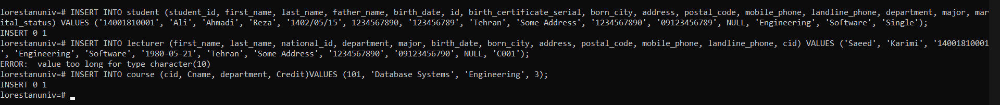 lorestanuniv=# INSERT INTO student (student_id, first_name, last_name, father_name, birth_date, id, birth_certificate_serial, born_city, address, postal_code, mobile_phone, landline_phone, department, major, mar
ital_status) VALUES ('14001810001', 'Ali', 'Ahmadi', 'Reza', '1402/05/15', 1234567890, '123456789', 'Tehran', 'Some Address', '1234567890', '09123456789', NULL, 'Engineering', 'Software', 'Single');
INSERT 0 1
lorestanuniv=# INSERT INTO lecturer (first_name, last_name, national_id, department, major, birth_date, born_city, address, postal_code, mobile_phone, landline_phone, cid) VALUES ('Saeed', 'Karimi', '14001810001
', 'Engineering', 'Software', '1980-05-21', 'Tehran', 'Some Address', '1234567890', '09123456790', NULL, 'C001');
ERROR:  value too long for type character(10)
lorestanuniv=# INSERT INTO course (cid, Cname, department, Credit)VALUES (101, 'Database Systems', 'Engineering', 3);
INSERT 0 1
lorestanuniv=#